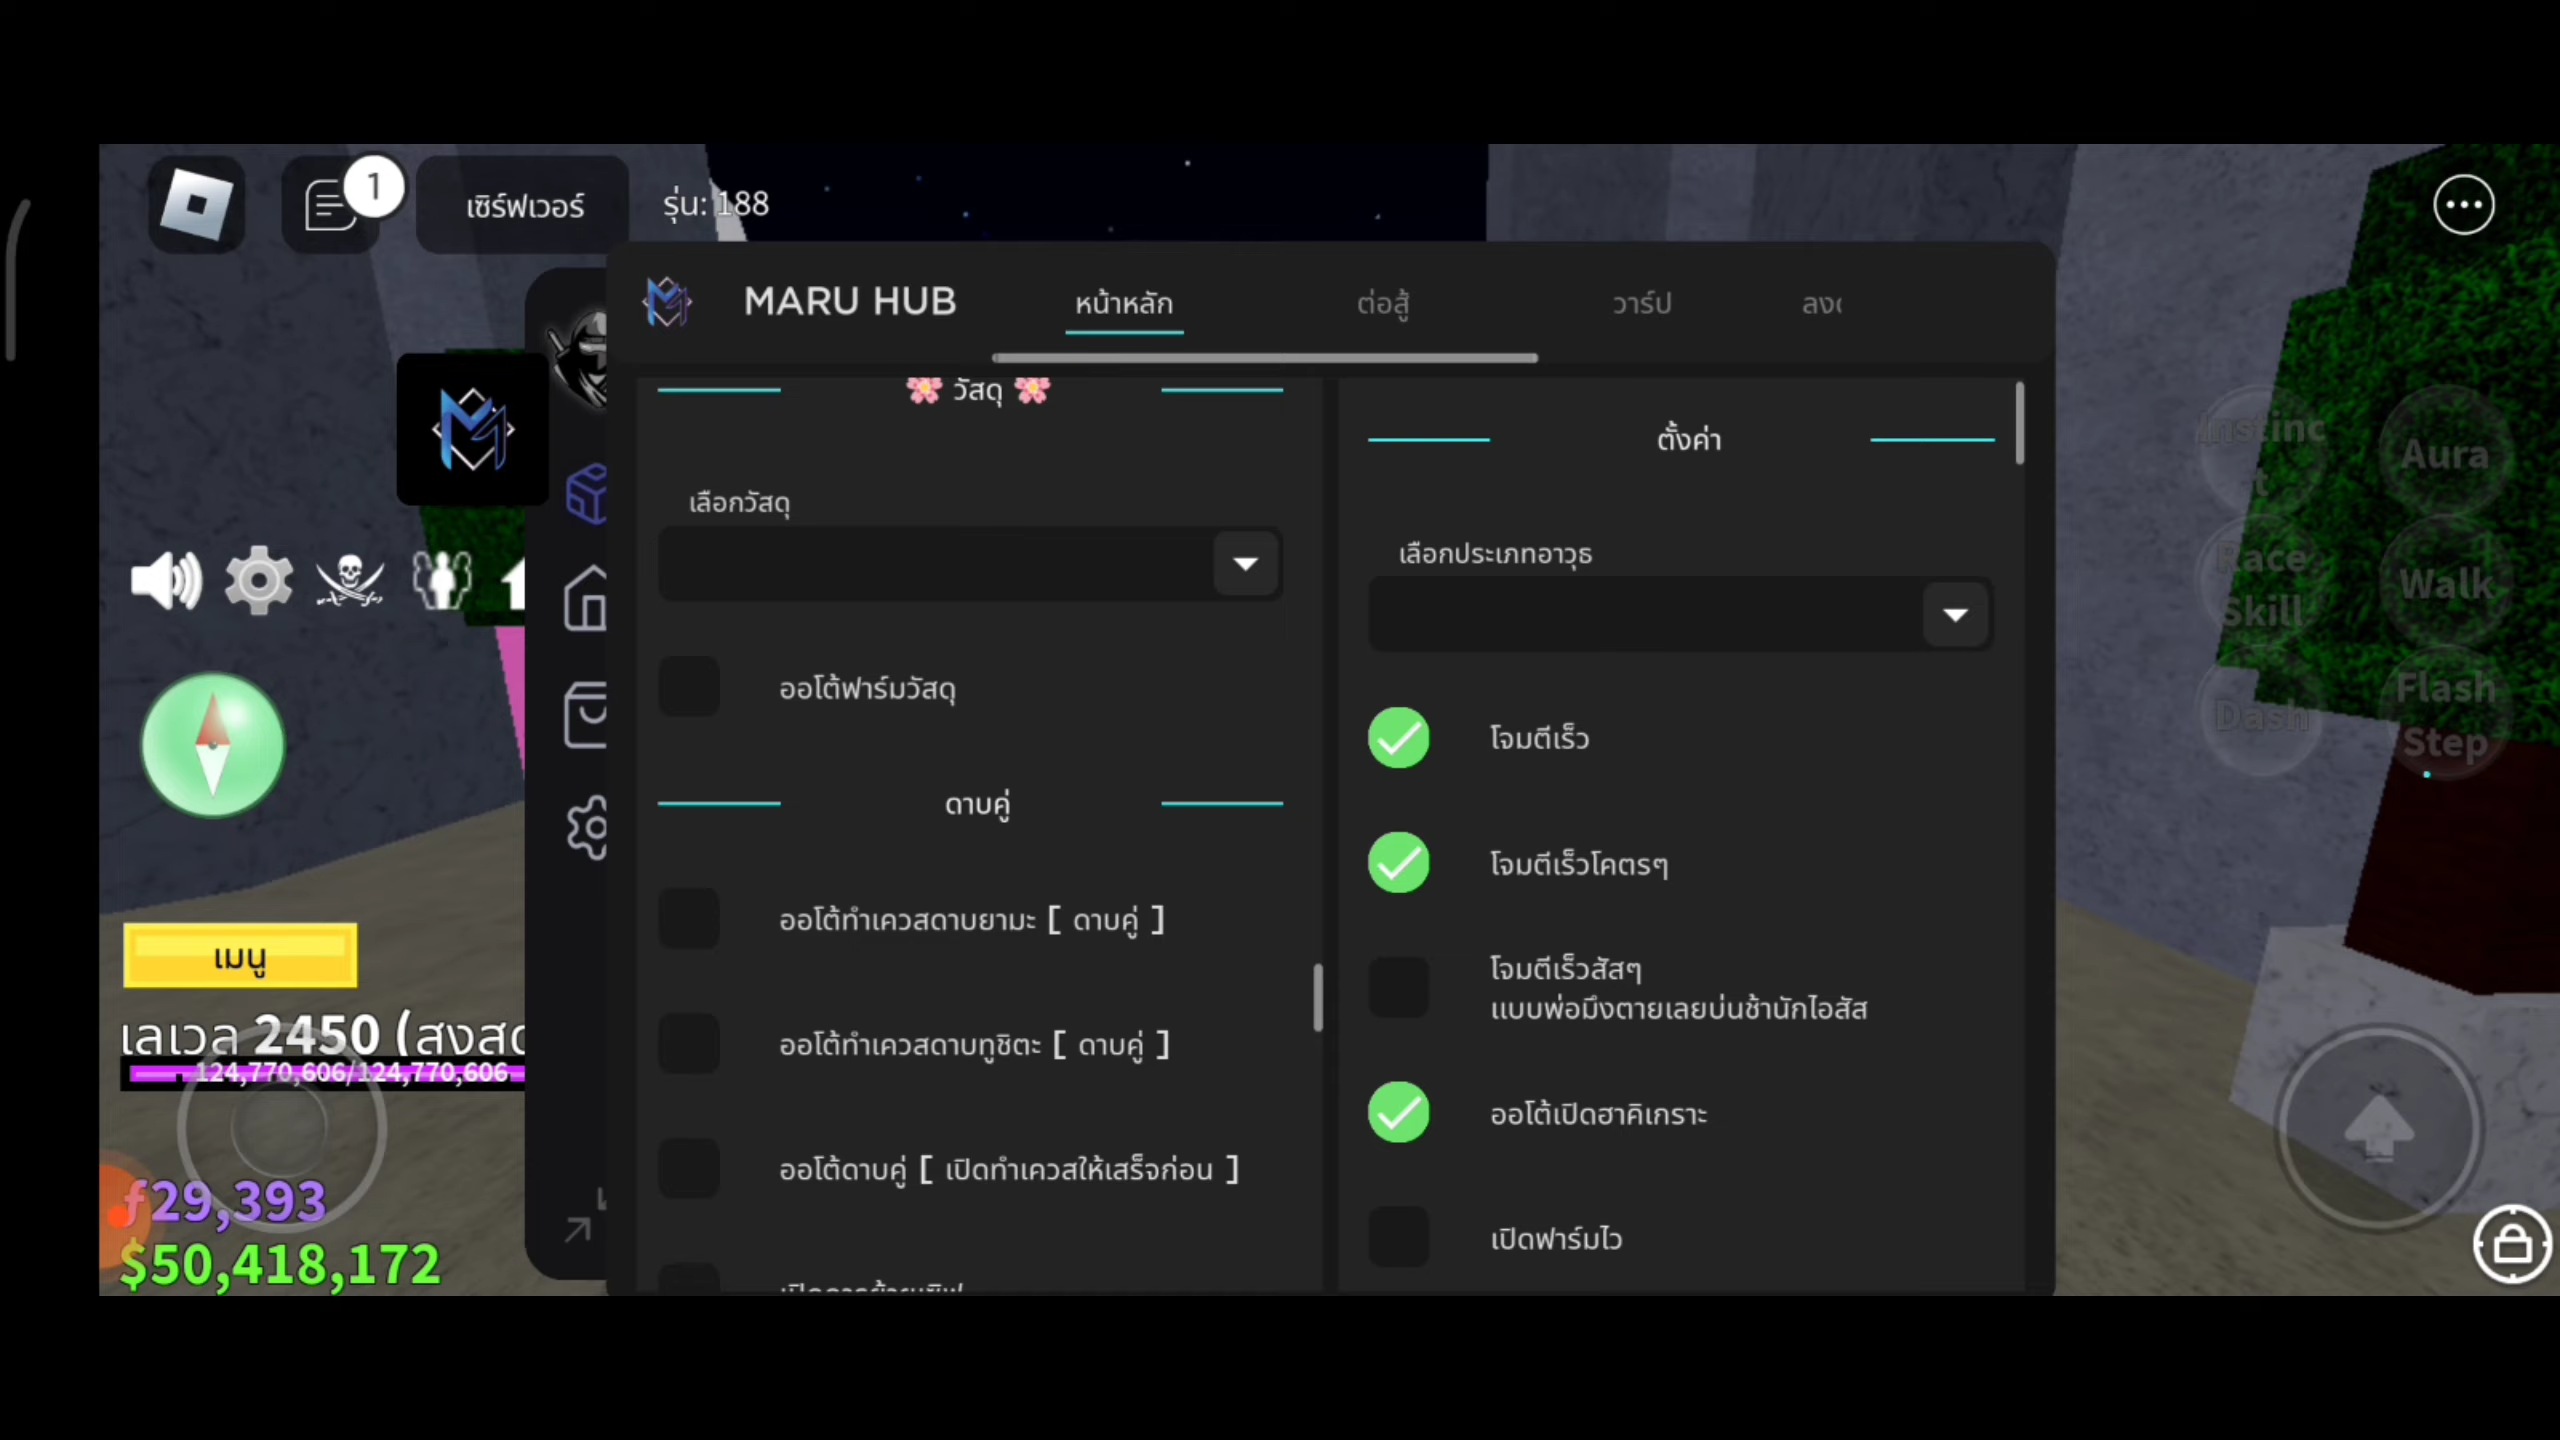 1
เซิร์ฟเวอร์
รุ่น: 188
MARU HUB
หน้าหลัก
ต่อสู้
วาร์ป
🌸 วัสดุ 🌸
เลือกวัสดุ
ออโต้ฟาร์มวัสดุ
ดาบคู่
ออโต้ทำเควสดาบยามะ [ ดาบคู่ ]
ออโต้ทำเควสดาบทูชิตะ [ ดาบคู่ ]
ออโต้ดาบคู่ [ เปิดทำเควสให้เสร็จก่อน ]
ตั้งค่า
เลือกประเภทอาวุธ
โจมตีเร็ว
โจมตีเร็วโคตรๆ
โจมตีเร็วสัสๆ
แบบพ่อมึงตายเลยบ่นช้านักไอสัส
ออโต้เปิดฮาคิเกราะ
เปิดฟาร์มไว
Instinc
t
Aura
Race
Skill
Walk
Dash
Flash
Step
เมนู
เลเวล 2450 (สงสด
124,770,606/124,770,606
ƒ29,393
$50,418,172